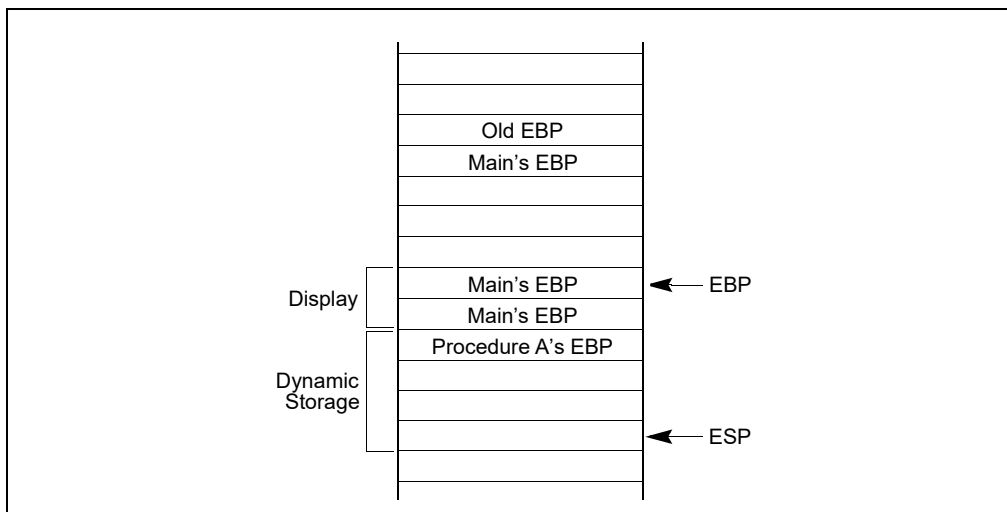 Old EBP
Main's EBP
Main's EBP
EBP
Display
Main's EBP
Procedure A's EBP
Dynamic
Storage
ESP